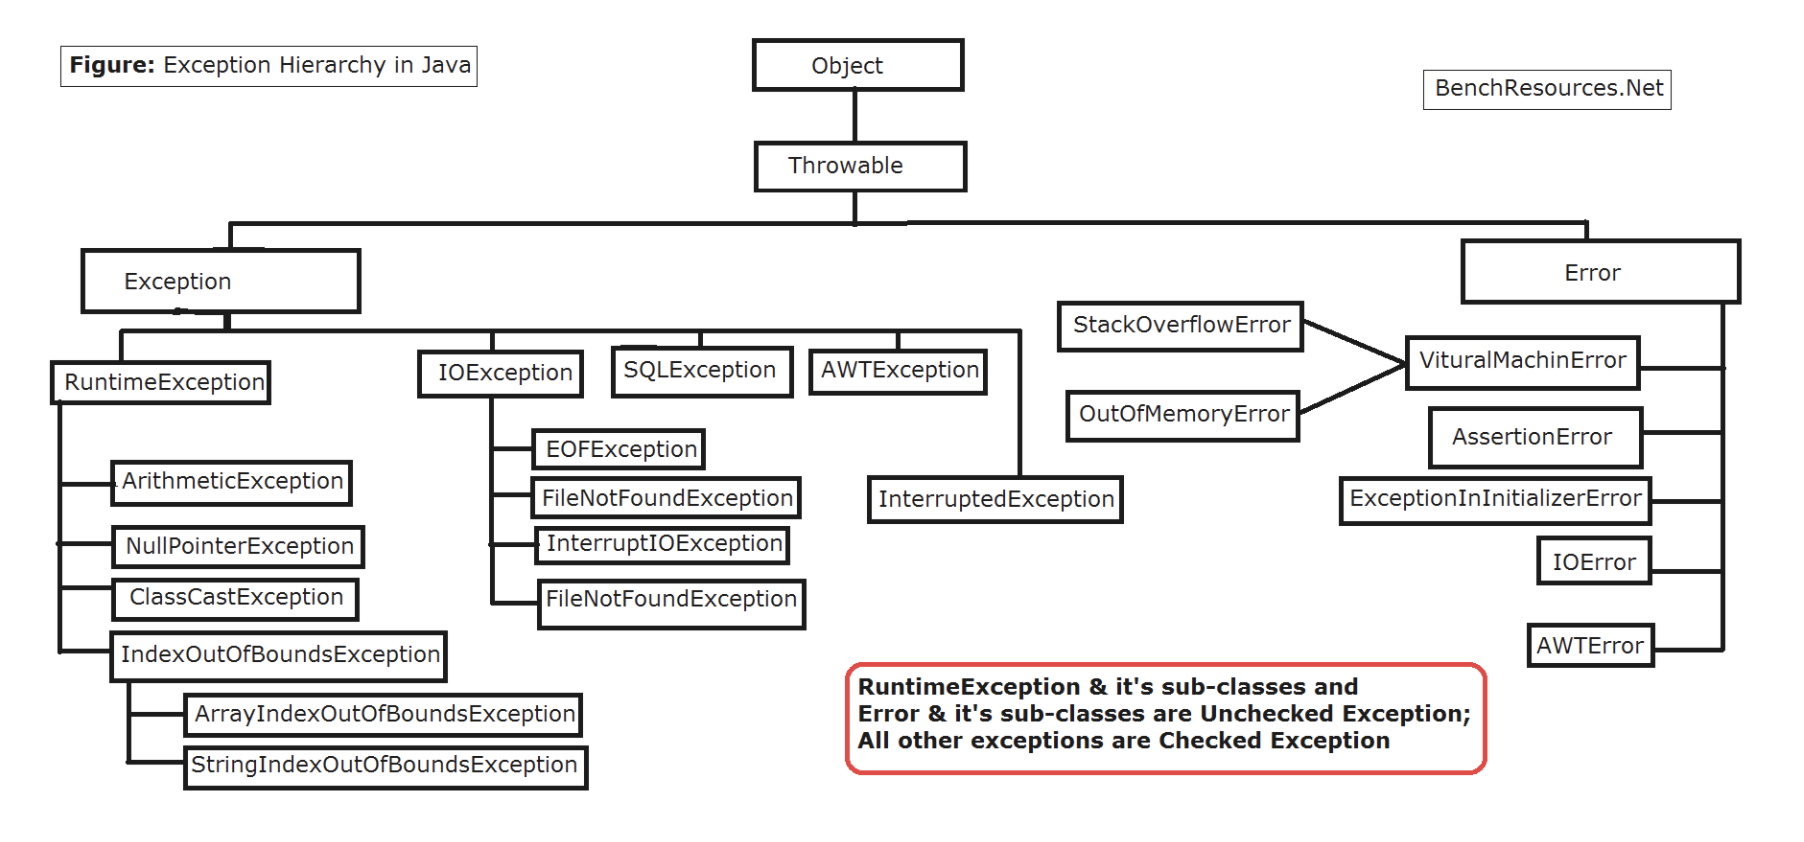 Figure: Exception Hierarchy in Java
Object
BenchResources.Net
Throwable
Exception
Error
RuntimeException
IOException
SQLException
AWTException
StackOverflowError
VituralMachinError
OutOfMemoryError
AssertionError
EOFException
ArithmeticException
FileNotFoundException
InterruptedException
ExceptionInInitializerError
NullPointerException
InterruptIOException
IOError
ClassCastException
FileNotFoundException
IndexOutOfBoundsException
AWTError
ArrayIndexOutOfBoundsException
StringIndexOutOfBoundsException
RuntimeException & it's sub-classes and
Error & it's sub-classes are Unchecked Exception;
All other exceptions are Checked Exception